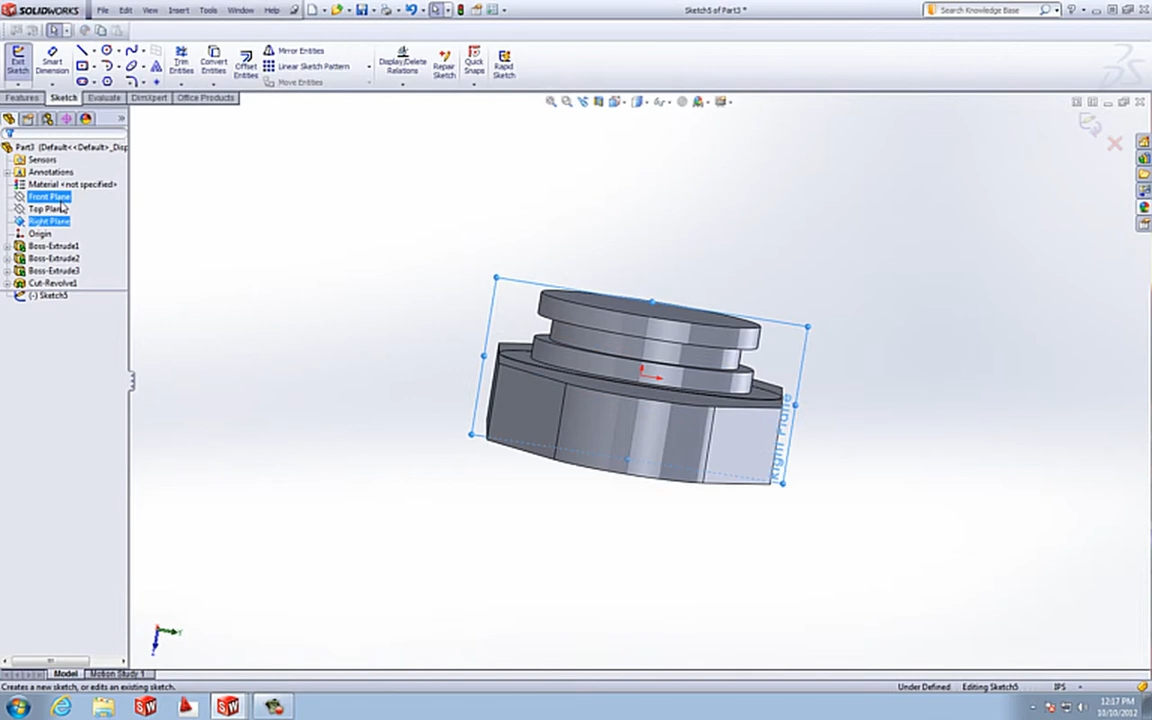 SOLIDWORKS File Edit View Insert Tools Window Help Sketch5 of Part3 * Search Knowledge Base
Exit Sketch
Smart Dimension
Trim Entities
Convert Entities
Offset Entities
Mirror Entities
Linear Sketch Pattern
Move Entities
Display/Delete Relations
Repair Sketch
Quick Snaps
Rapid Sketch
Features Sketch Evaluate DimXpert Office Products
Part3 (Default<<Default>_Disp
Sensors
Annotations
Material <not specified>
Front Plane
Top Plane
Right Plane
Origin
Boss-Extrude1
Boss-Extrude2
Boss-Extrude3
Cut-Revolve1
(-) Sketch5
Right Plane
Model Motion Study 1
Creates a new sketch, or edits an existing sketch. Under Defined Editing Sketch5 IPS
12:17 PM
10/10/2012